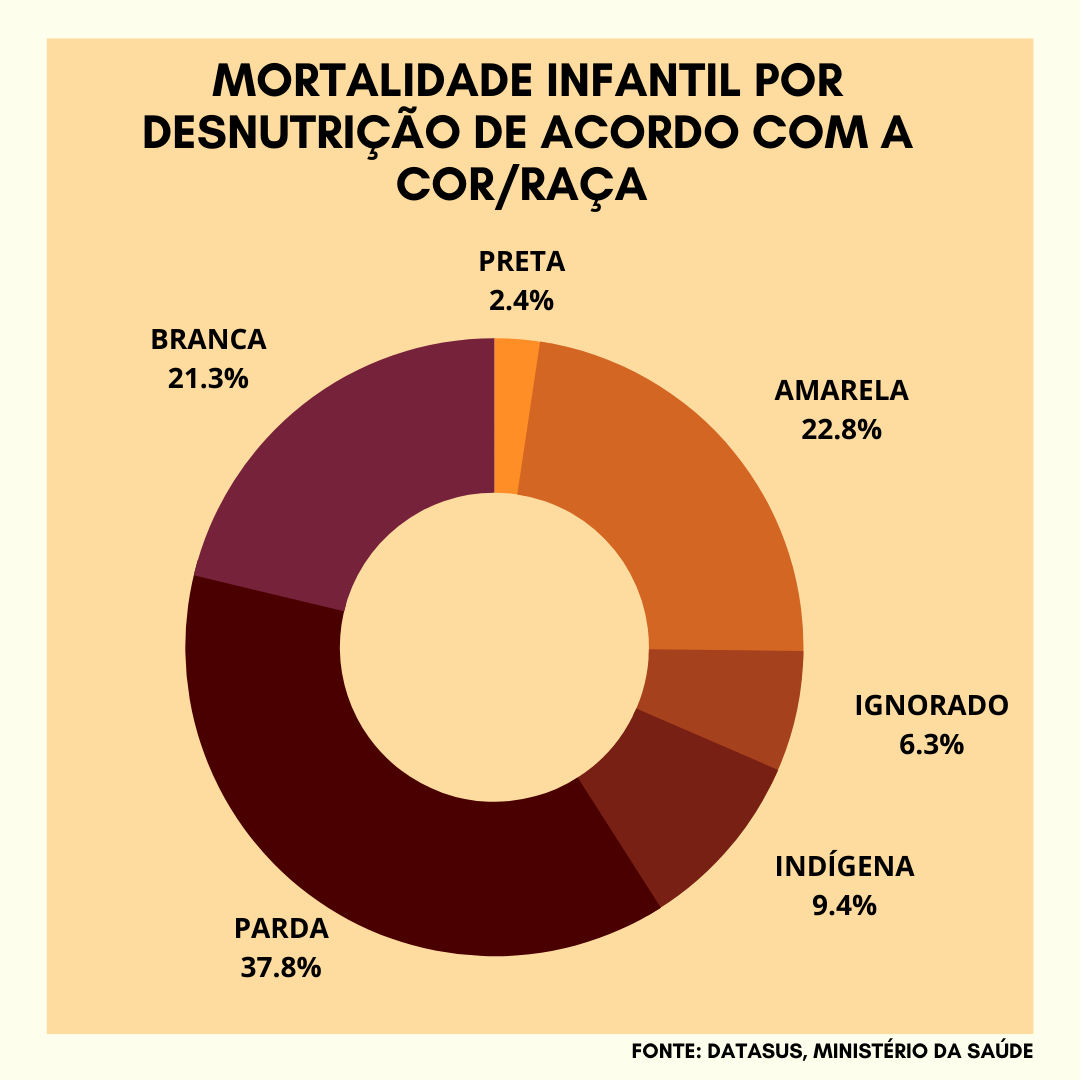 MORTALIDADE INFANTIL POR
DESNUTRIÇÃO DE ACORDO COM A
COR/RAÇA
PRETA
2.4%
BRANCA
21.3%
AMARELA
22.8%
IGNORADO
6.3%
INDÍGENA
9.4%
PARDA
37.8%
FONTE: DATASUS, MINISTÉRIO DA SAÚDE